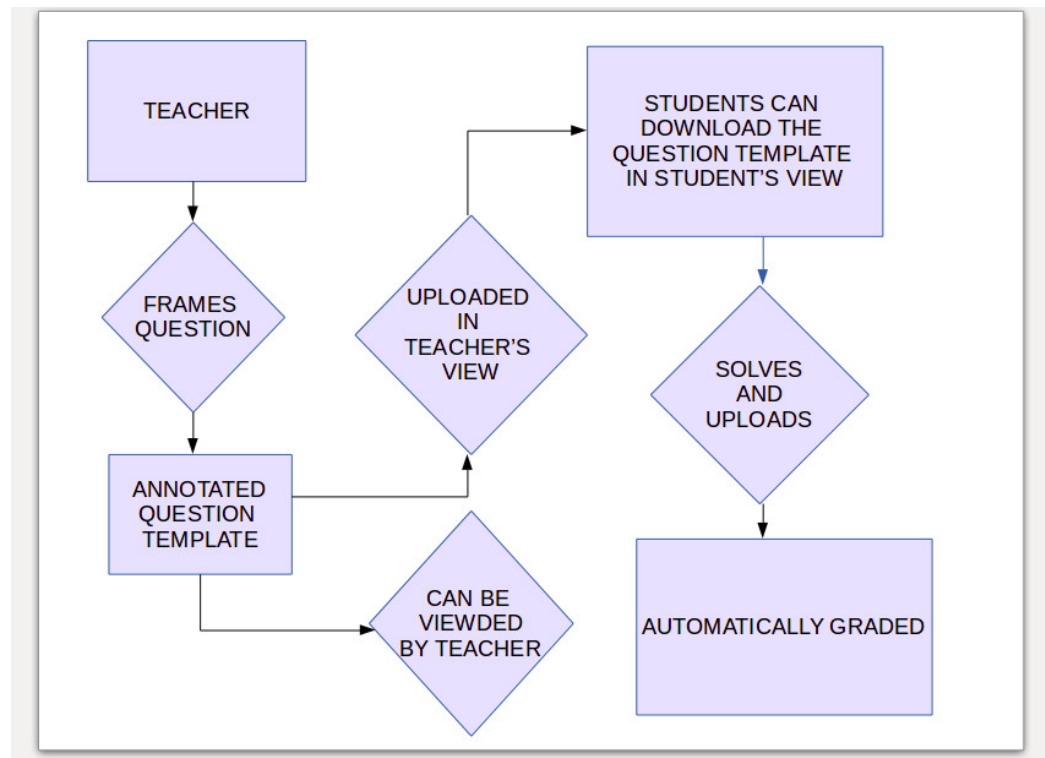 TEACHER
FRAMES
QUESTION
ANNOTATED
QUESTION
TEMPLATE
UPLOADED
IN
TEACHER'S
VIEW
CAN BE
VIEWDED
BY TEACHER
STUDENTS CAN
DOWNLOAD THE
QUESTION TEMPLATE
IN STUDENT'S VIEW
SOLVES
AND
UPLOADS
AUTOMATICALLY GRADED